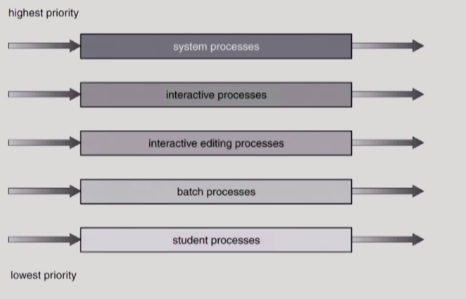 highest priority
system processes
interactive processes
interactive editing processes
batch processes
student processes
lowest priority